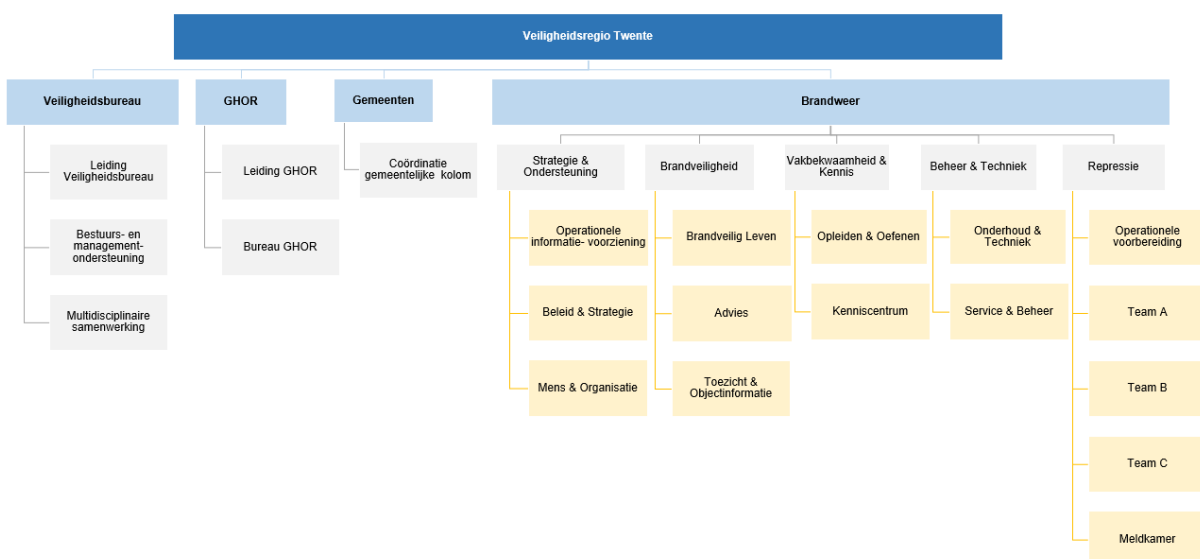 Veiligheidsregio Twente
Veiligheidsbureau
GHOR
Gemeenten
Brandweer
Leiding
Veiligheidsbureau
Bestuurs- en
management-
ondersteuning
Multidisciplinaire
samenwerking
Leiding GHOR
Bureau GHOR
Coördinatie
gemeentelijke kolom
Strategie &
Ondersteuning
Operationele
informatie- voorziening
Beleid & Strategie
Mens & Organisatie
Brandveiligheid
Brandveilig Leven
Advies
Toezicht &
Objectinformatie
Vakbekwaamheid &
Kennis
Opleiden & Oefenen
Kenniscentrum
Beheer & Techniek
Onderhoud &
Techniek
Service & Beheer
Repressie
Operationele
voorbereiding
Team A
Team B
Team C
Meldkamer